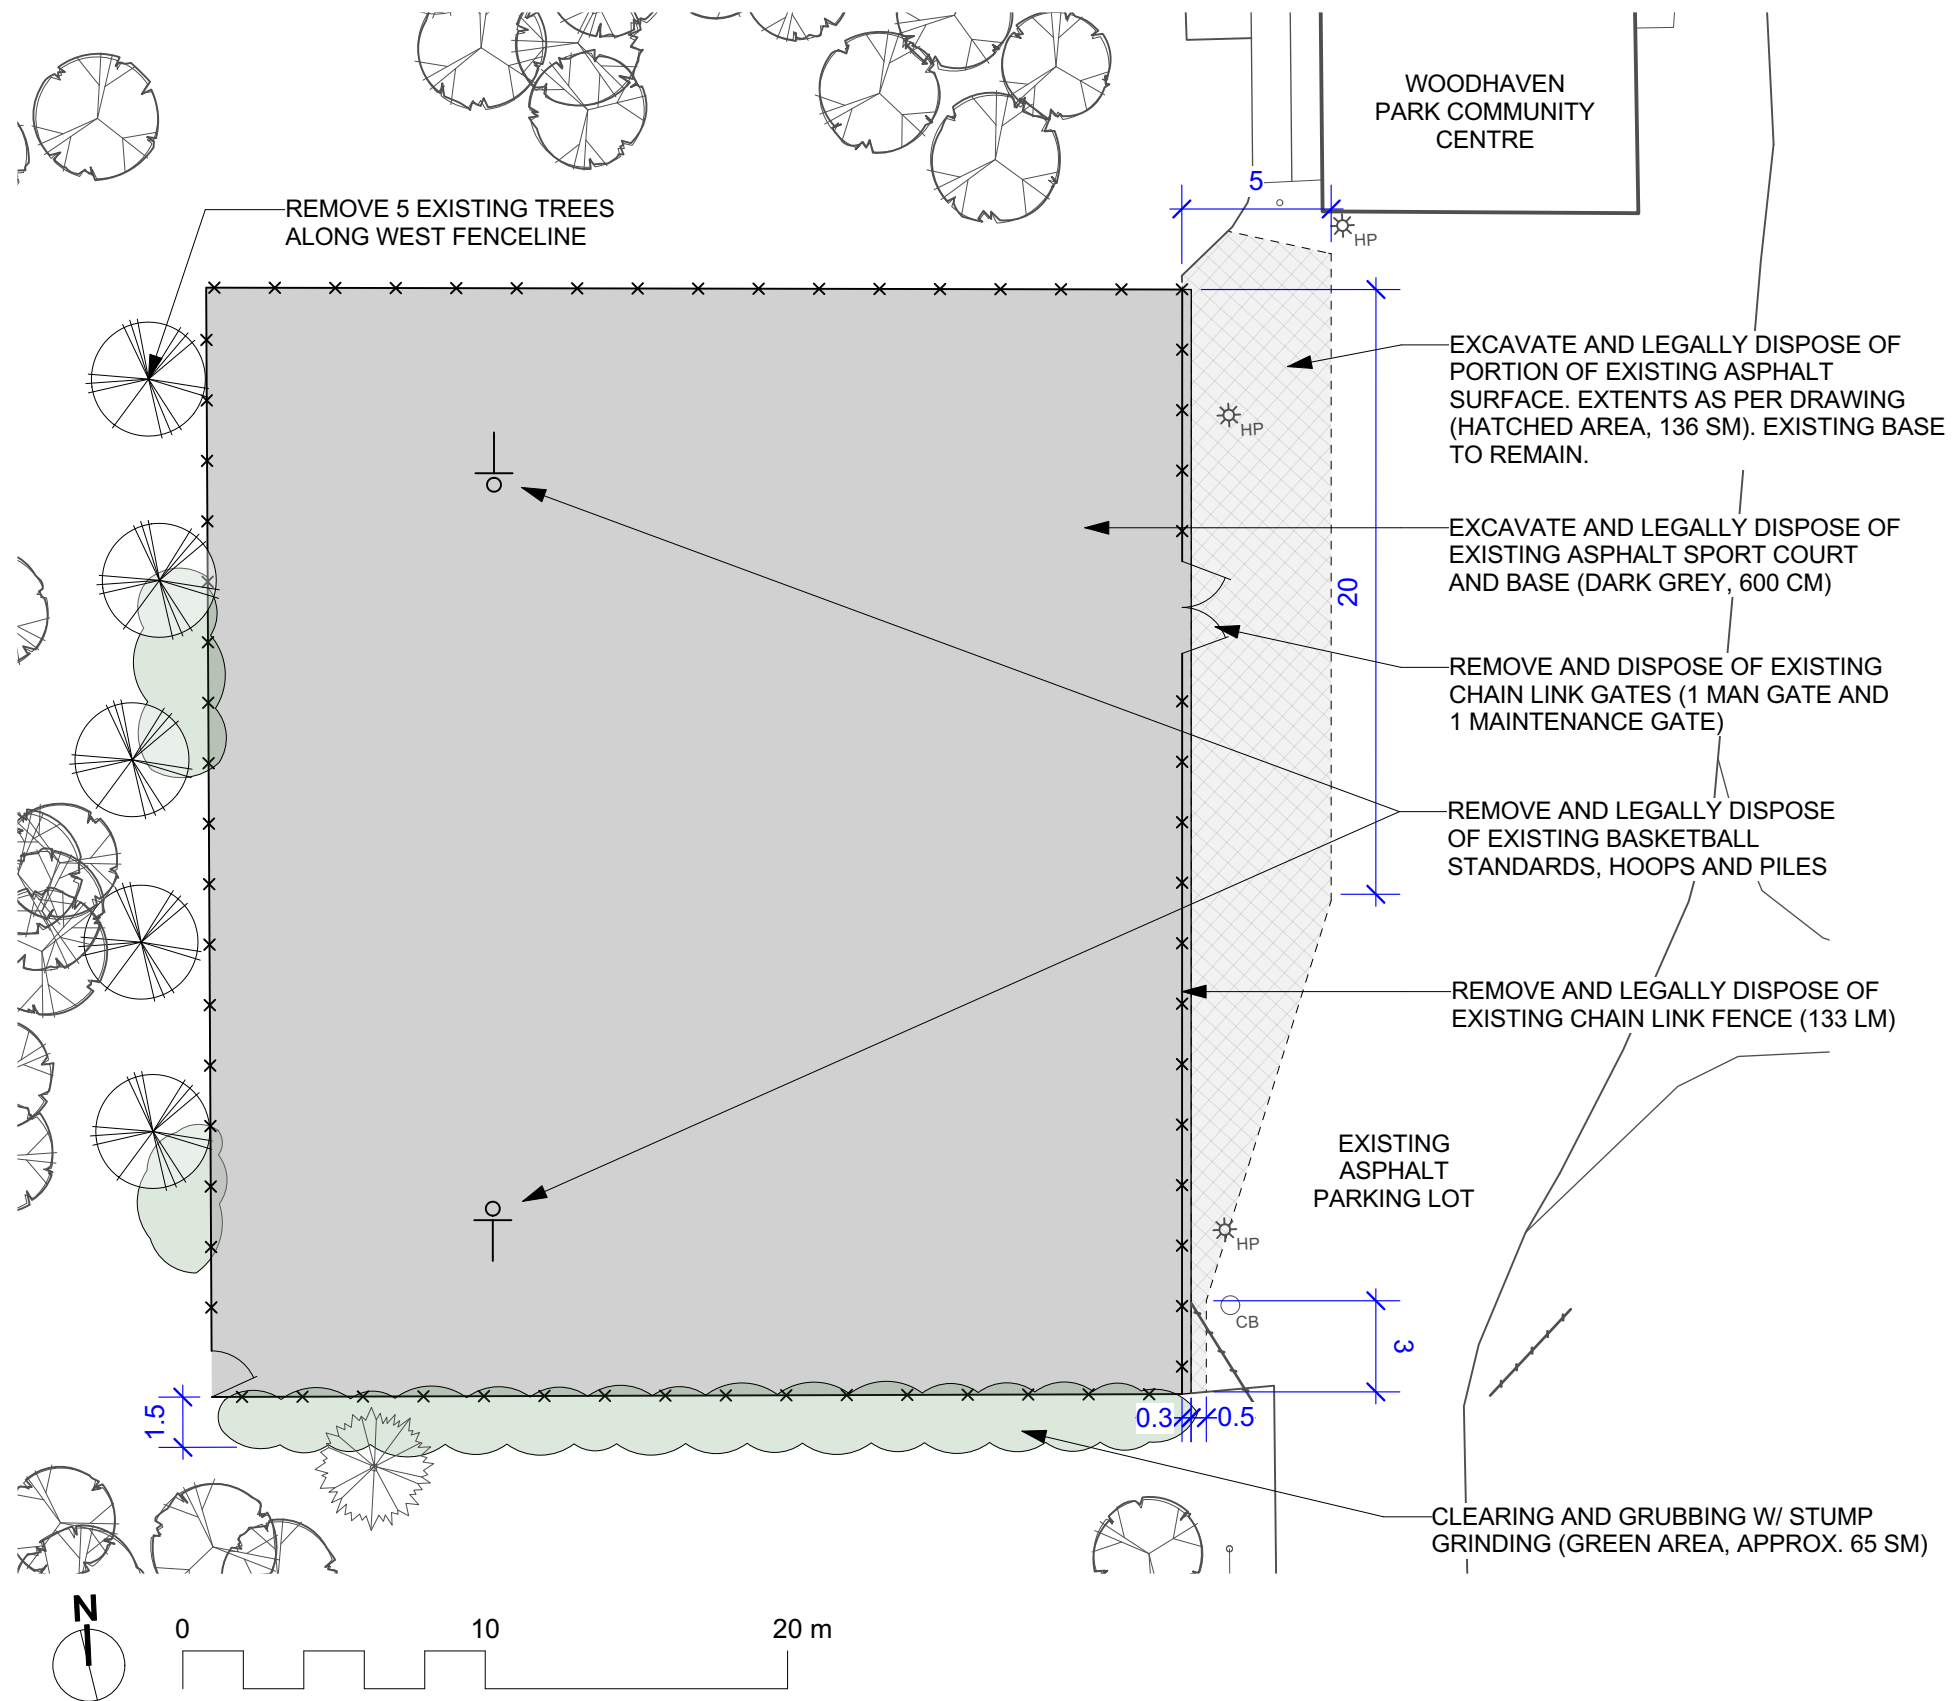 WOODHAVEN
PARK COMMUNITY
CENTRE
5
HP
REMOVE 5 EXISTING TREES
ALONG WEST FENCELINE
EXCAVATE AND LEGALLY DISPOSE OF
PORTION OF EXISTING ASPHALT
SURFACE. EXTENTS AS PER DRAWING
(HATCHED AREA, 136 SM). EXISTING BASE
TO REMAIN.
HP
EXCAVATE AND LEGALLY DISPOSE OF
EXISTING ASPHALT SPORT COURT
AND BASE (DARK GREY, 600 CM)
20
REMOVE AND DISPOSE OF EXISTING
CHAIN LINK GATES (1 MAN GATE AND
1 MAINTENANCE GATE)
REMOVE AND LEGALLY DISPOSE
OF EXISTING BASKETBALL
STANDARDS, HOOPS AND PILES
REMOVE AND LEGALLY DISPOSE OF
EXISTING CHAIN LINK FENCE (133 LM)
EXISTING
ASPHALT
PARKING LOT
HP
CB
3
1.5
0.3
0.5
CLEARING AND GRUBBING W/ STUMP
GRINDING (GREEN AREA, APPROX. 65 SM)
N
0 10 20 m